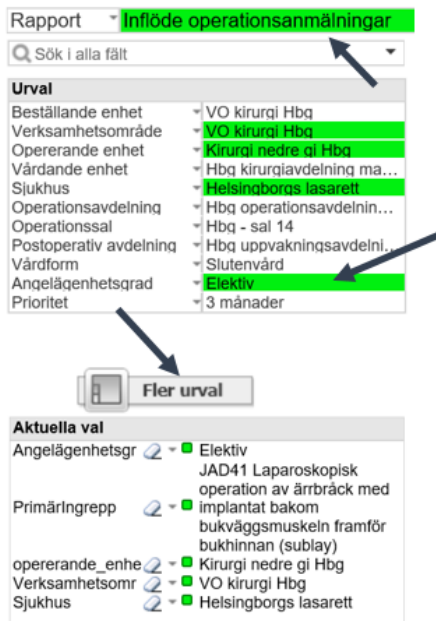 Rapport Inflöde operationsanmälningar
Sök i alla fält
Urval
Beställande enhet VO kirurgi Hbg
Verksamhetsområde VO kirurgi Hbg
Opererande enhet Kirurgi nedre gi Hbg
Vårdande enhet Hbg kirurgiavdelning ma...
Sjukhus Helsingborgs lasarett
Operationsavdelning Hbg operationsavdelnin...
Operationssal Hbg - sal 14
Postoperativ avdelning Hbg uppvakningsavdelni...
Vårdform Slutenvård
Angelägenhetsgrad Elektiv
Prioritet 3 månader
Fler urval
Aktuella val
Angelägenhetsgr Elektiv
JAD41 Laparoskopisk
operation av ärrbråck med
PrimärIngrepp implantat bakom
bukväggsmuskeln framför
bukhinnan (sublay)
opererande_enhe Kirurgi nedre gi Hbg
Verksamhetsomr VO kirurgi Hbg
Sjukhus Helsingborgs lasarett